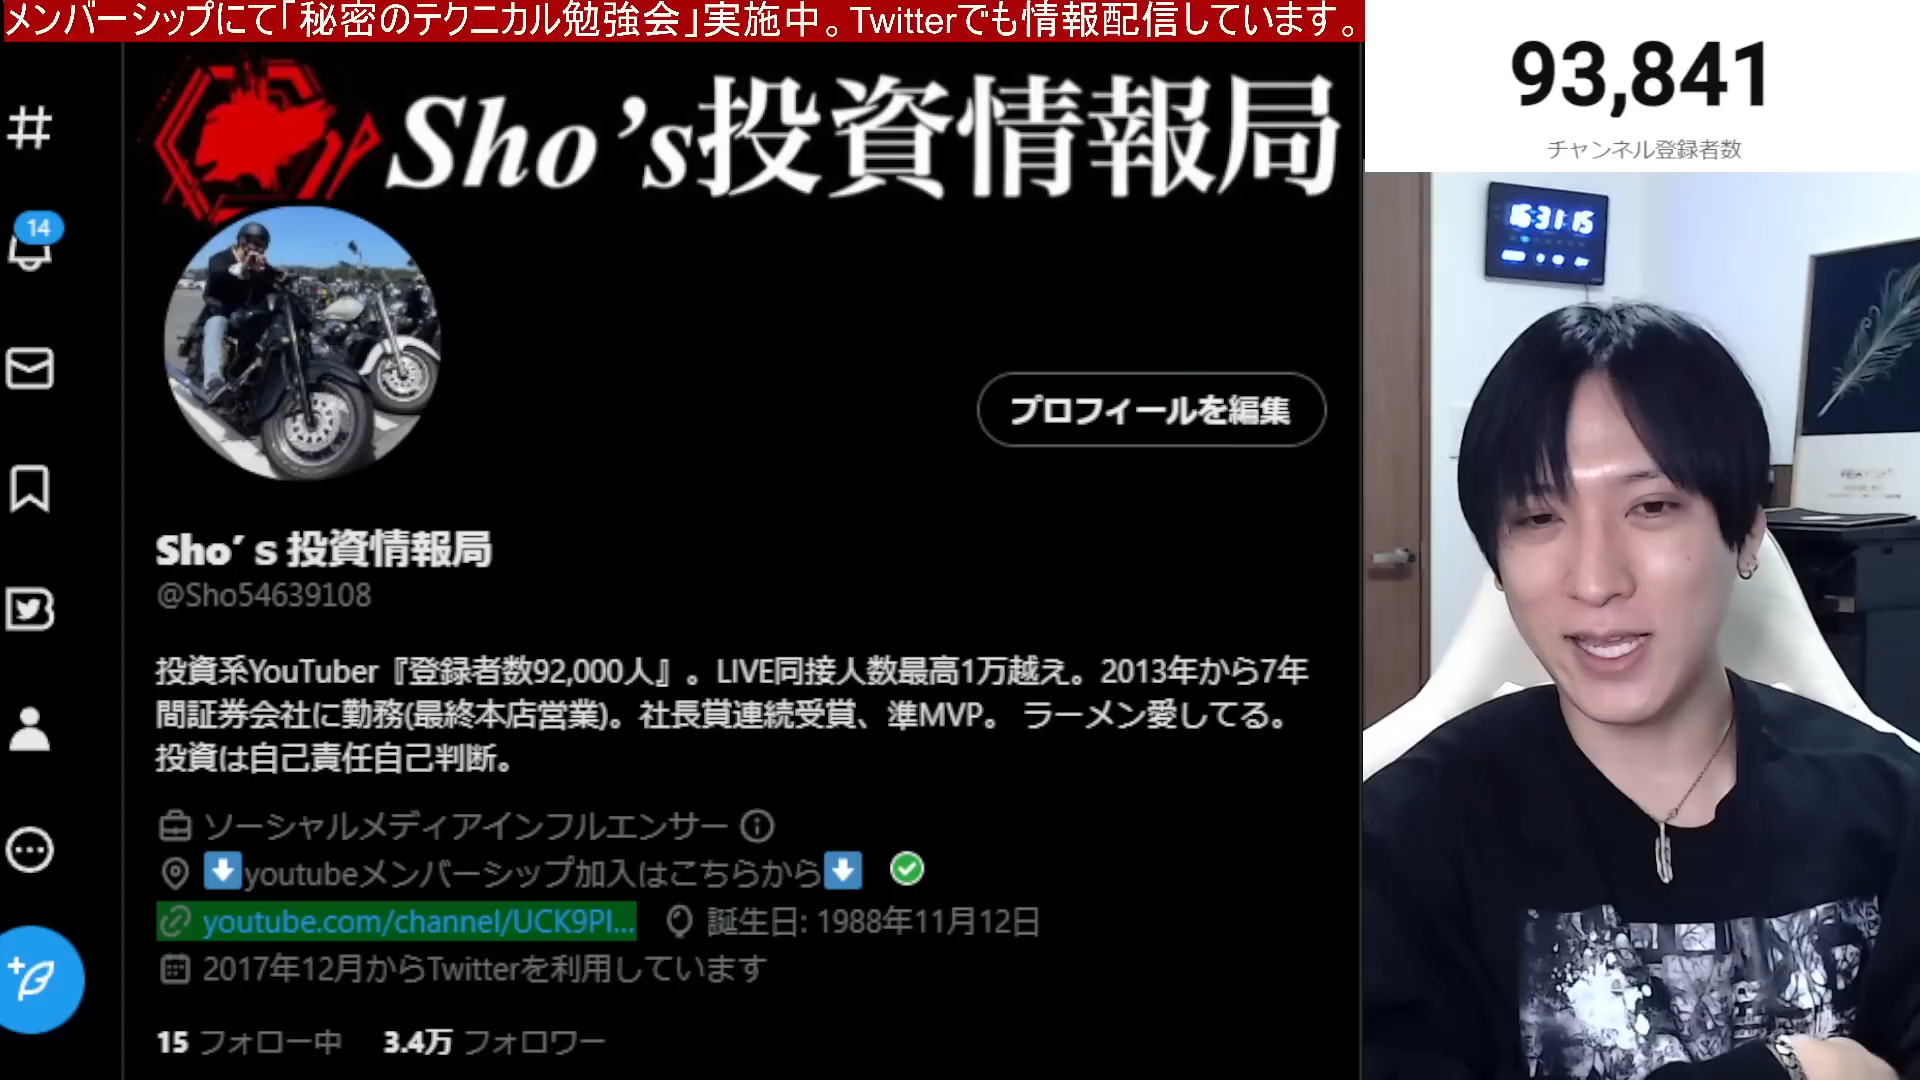 メンバーシップにて「秘密のテクニカル勉強会」実施中。Twitterでも情報配信しています。
93,841
チャンネル登録者数
Sho's投資情報局
16:31:15
14
プロフィールを編集
Sho′ｓ投資情報局
@Sho54639108
投資系YouTuber『登録者数92,000人』。LIVE同接人数最高1万越え。2013年から7年
間証券会社に勤務(最終本店営業)。社長賞連続受賞、準MVP。 ラーメン愛してる。
投資は自己責任自己判断。
ソーシャルメディアインフルエンサー
youtubeメンバーシップ加入はこちらから
youtube.com/channel/UCK9PI...
誕生日: 1988年11月12日
2017年12月からTwitterを利用しています
15 フォロー中 3.4万 フォロワー